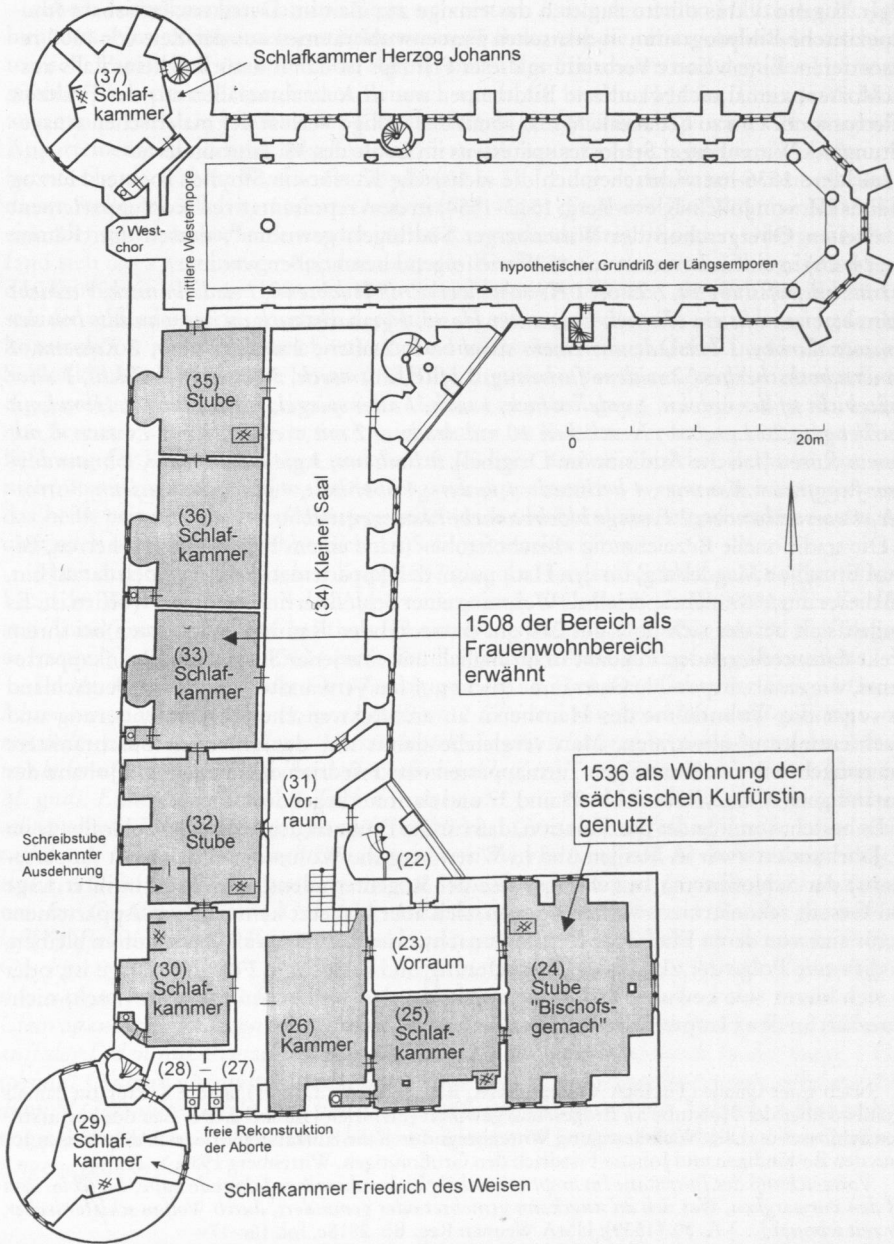 Schlafkammer Herzog Johanns
(37)
Schlaf-
kammer
? West-
chor
mittlere Westempore
hypothetischer Grundriß der Längsemporen
(35)
Stube
0
20m
(36)
Schlaf-
kammer
(34) Kleiner Saal
1508 der Bereich als
Frauenwohnbereich
erwähnt
(33)
Schlaf-
kammer
(31)
Vor-
raum
1536 als Wohnung der
sächsischen Kurfürstin
genutzt
(32)
Stube
Schreibstube
unbekannter
Ausdehnung
(22)
(23)
Vorraum
(24)
Stube
"Bischofs-
gemach"
(30)
Schlaf-
kammer
(26)
Kammer
(25)
Schlaf-
kammer
(28) – (27)
(29)
Schlaf-
kammer
freie Rekonstruktion
der Aborte
Schlafkammer Friedrich des Weisen